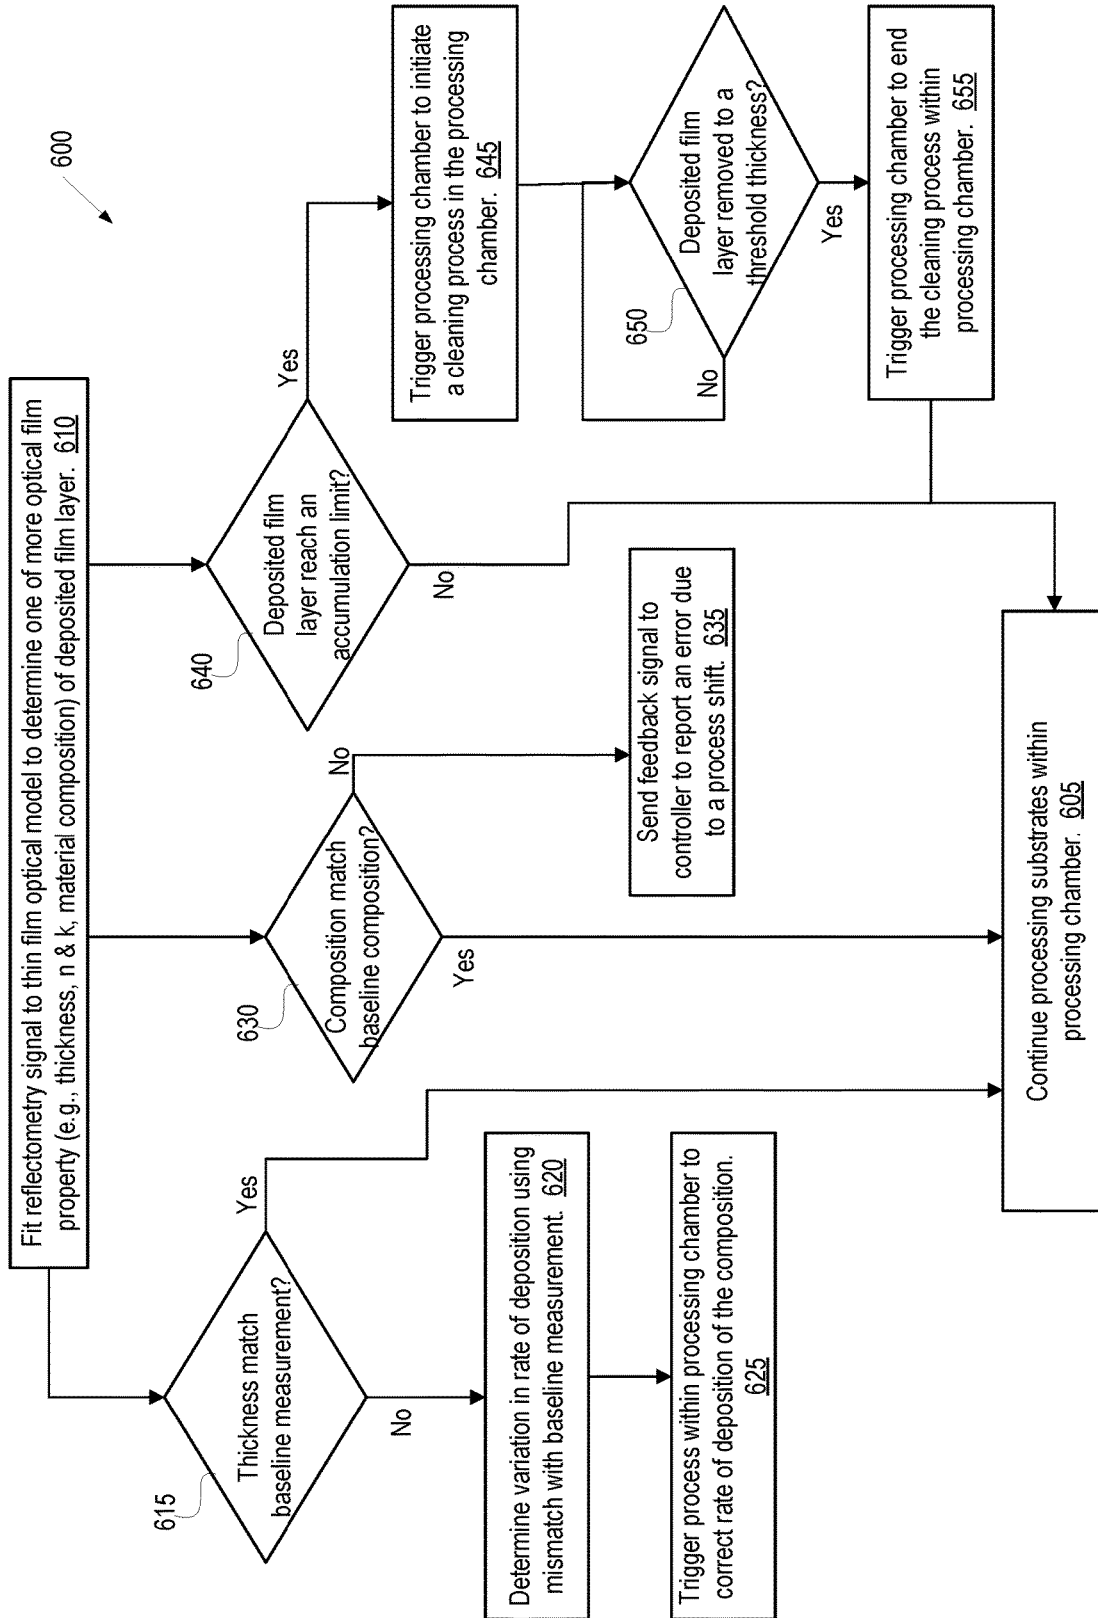 600
Fit reflectometry signal to thin film optical model to determine one of more optical film
property (e.g., thickness, n & k, material composition) of deposited film layer. 610
615
Thickness match
baseline measurement?
Yes
No
Determine variation in rate of deposition using
mismatch with baseline measurement. 620
Trigger process within processing chamber to
correct rate of deposition of the composition.
625
630
Composition match
baseline composition?
No
Yes
Send feedback signal to
controller to report an error due
to a process shift. 635
640
Deposited film
layer reach an
accumulation limit?
Yes
No
Trigger processing chamber to initiate
a cleaning process in the processing
chamber. 645
650
Deposited film
layer removed to a
threshold thickness?
No
Yes
Trigger processing chamber to end
the cleaning process within
processing chamber. 655
Continue processing substrates within
processing chamber. 605